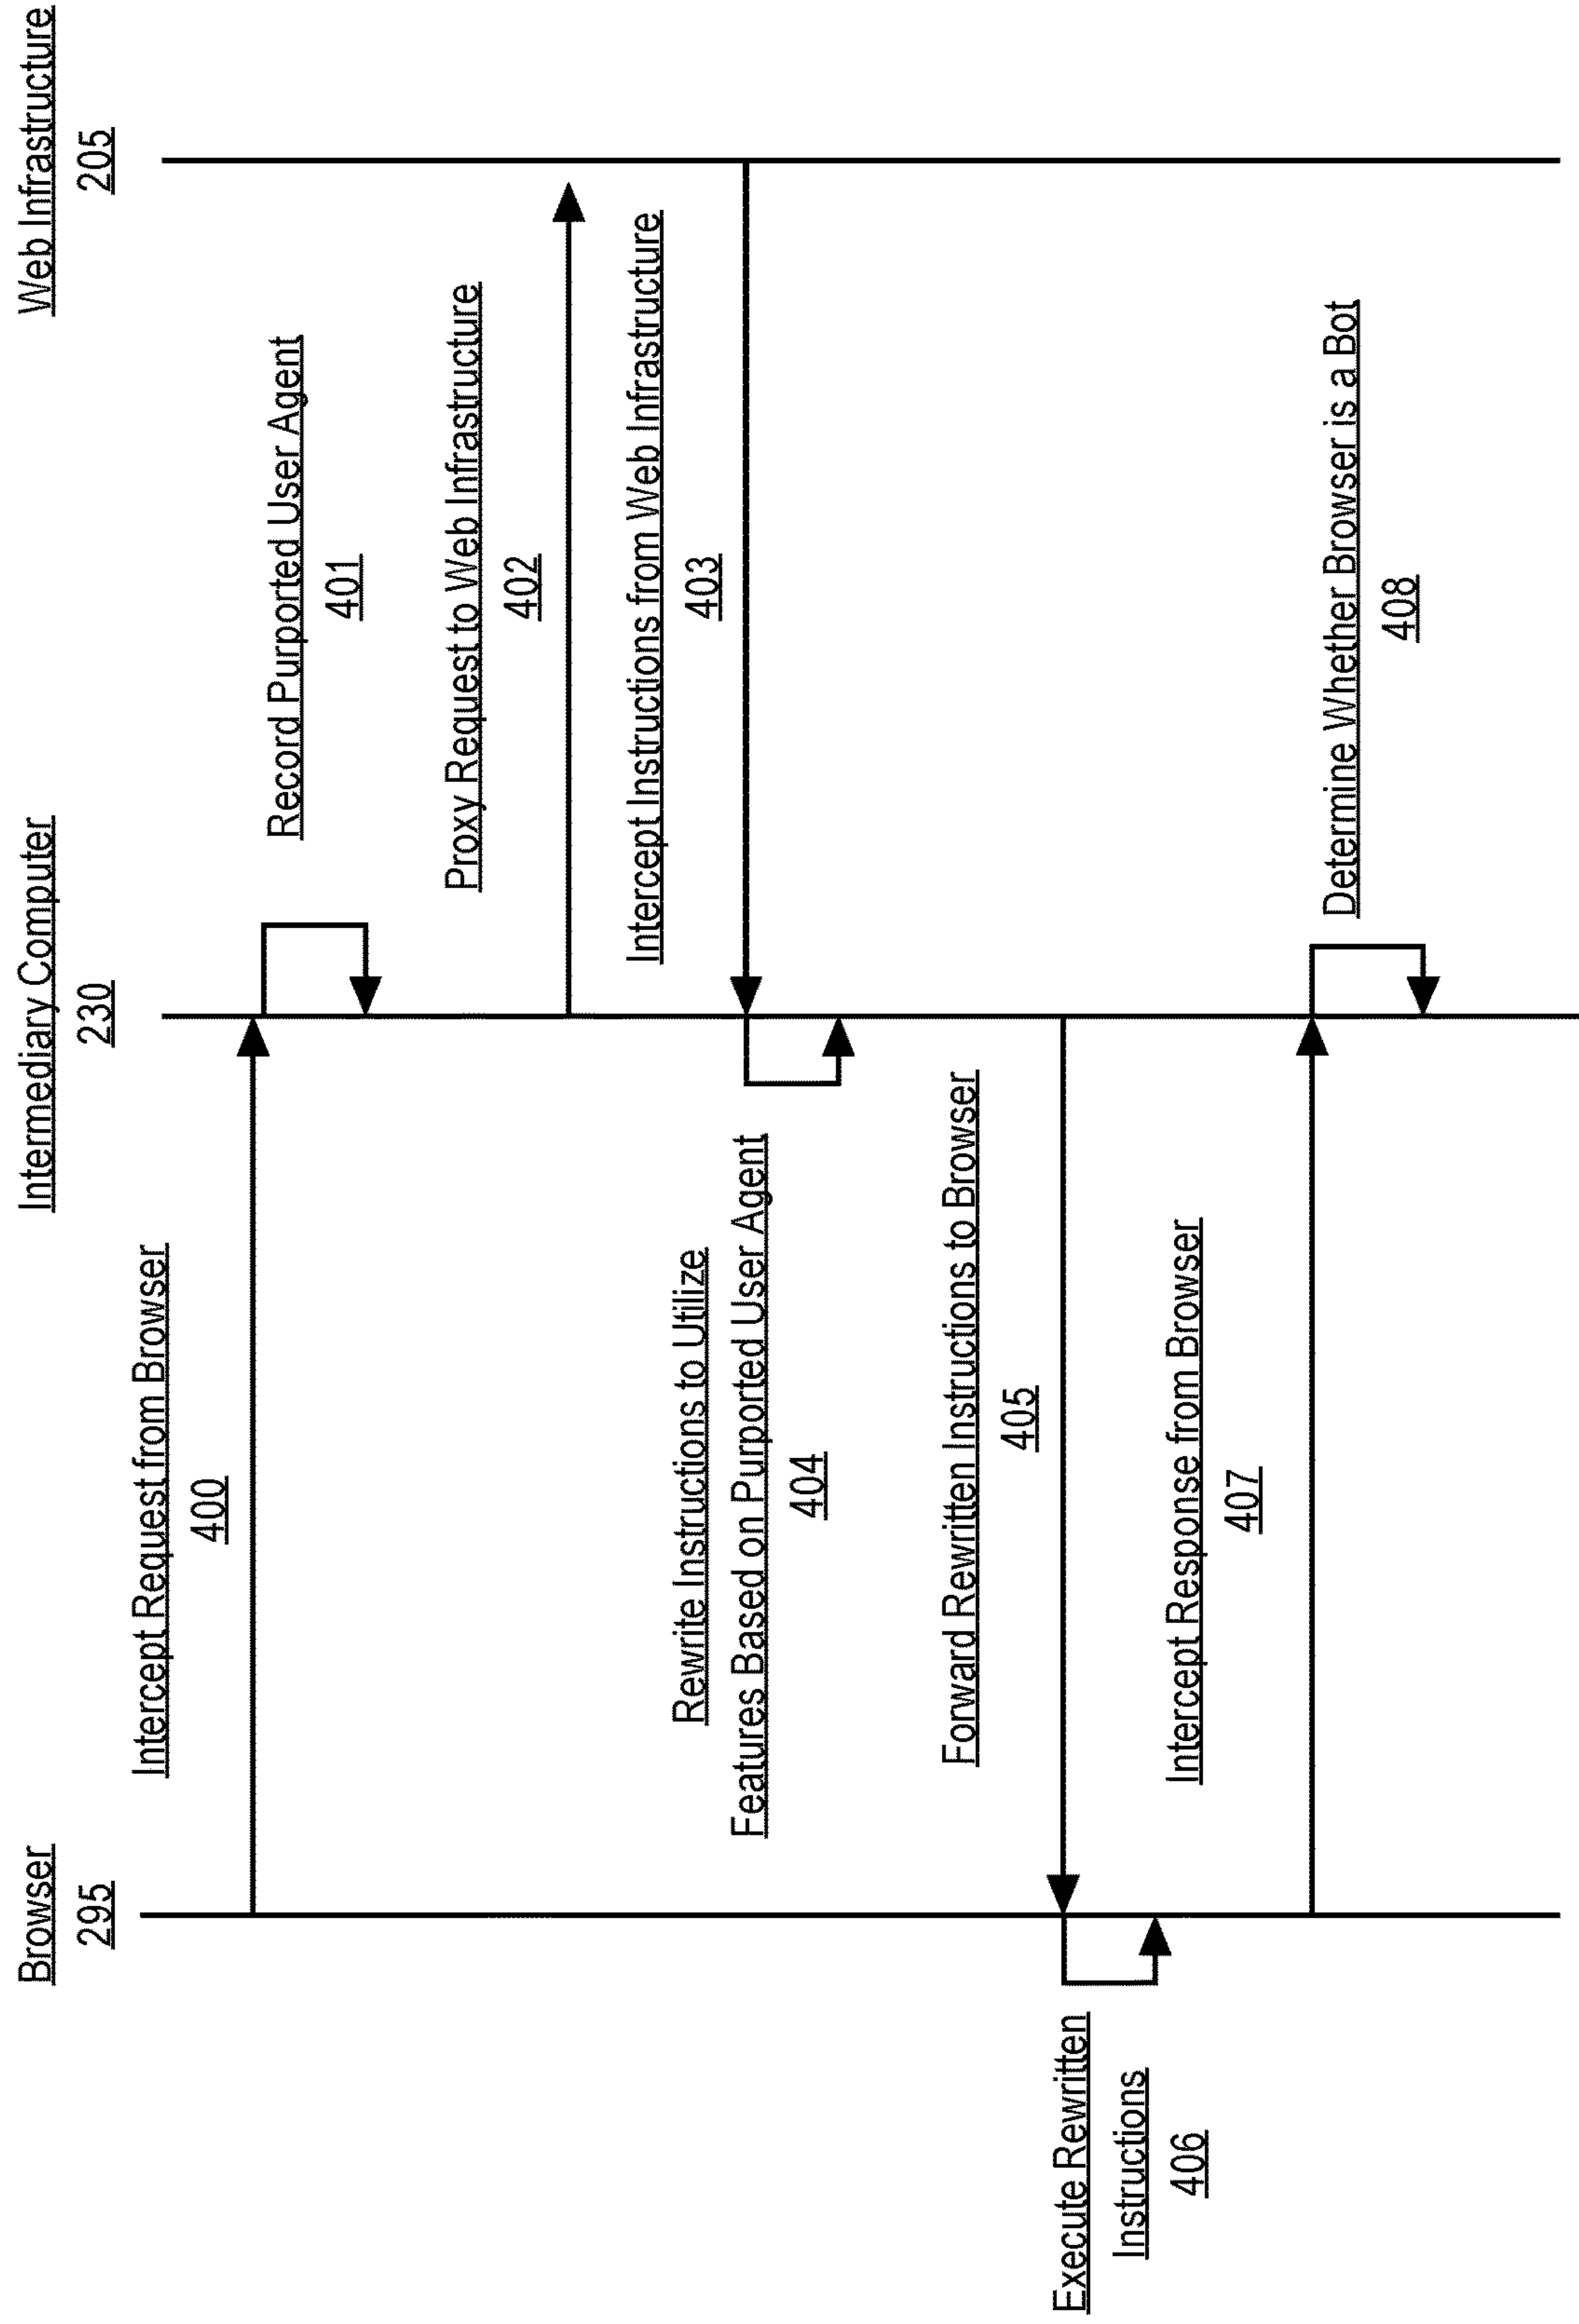 Browser
295
Intermediary Computer
230
Web Infrastructure
205
Intercept Request from Browser
400
Record Purported User Agent
401
Proxy Request to Web Infrastructure
402
Intercept Instructions from Web Infrastructure
403
Rewrite Instructions to Utilize
Features Based on Purported User Agent
404
Forward Rewritten Instructions to Browser
405
Execute Rewritten
Instructions
406
Intercept Response from Browser
407
Determine Whether Browser is a Bot
408